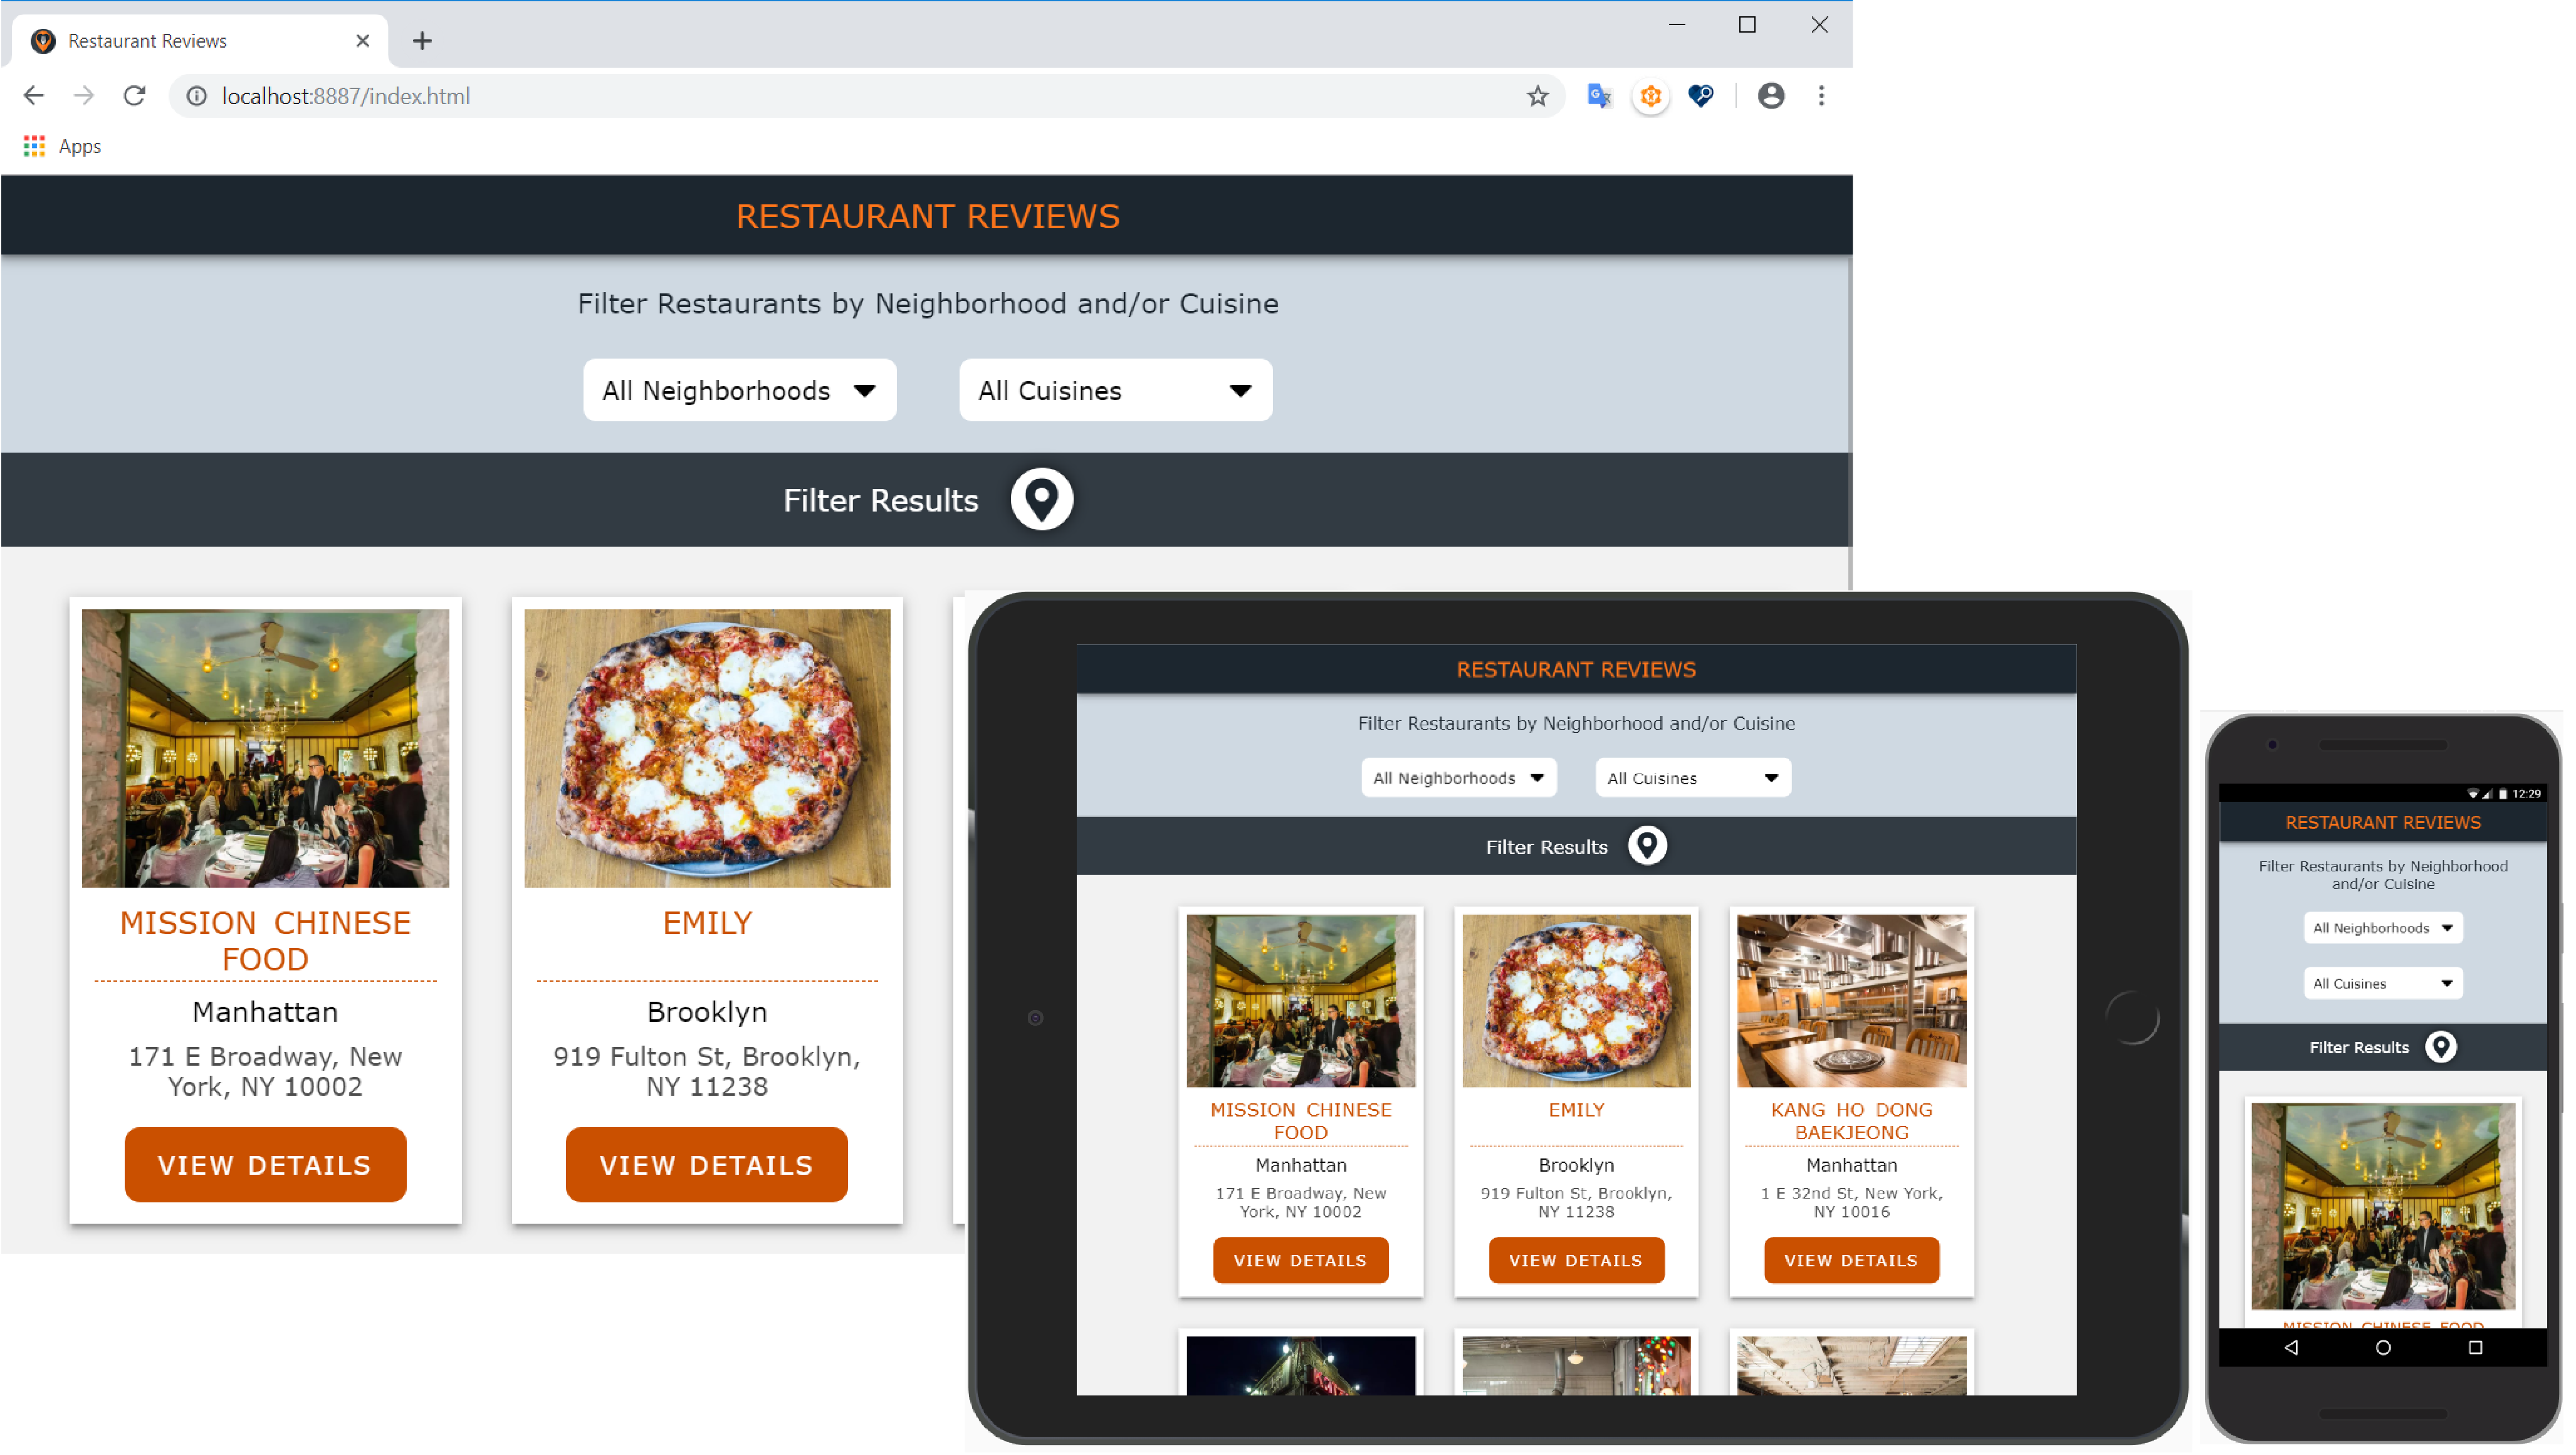 Restaurant Reviews
localhost:8887/index.html
Apps
RESTAURANT REVIEWS
Filter Restaurants by Neighborhood and/or Cuisine
All Neighborhoods
All Cuisines
Filter Results
MISSION CHINESE
FOOD
Manhattan
171 E Broadway, New
York, NY 10002
VIEW DETAILS
EMILY
Brooklyn
919 Fulton St, Brooklyn,
NY 11238
VIEW DETAILS
RESTAURANT REVIEWS
Filter Restaurants by Neighborhood and/or Cuisine
All Neighborhoods
All Cuisines
Filter Results
MISSION CHINESE
FOOD
Manhattan
171 E Broadway, New
York, NY 10002
VIEW DETAILS
EMILY
Brooklyn
919 Fulton St, Brooklyn,
NY 11238
VIEW DETAILS
KANG HO DONG
BAEKJEONG
Manhattan
1 E 32nd St, New York,
NY 10016
VIEW DETAILS
12:29
RESTAURANT REVIEWS
Filter Restaurants by Neighborhood
and/or Cuisine
All Neighborhoods
All Cuisines
Filter Results
MISSION CHINESE FOOD